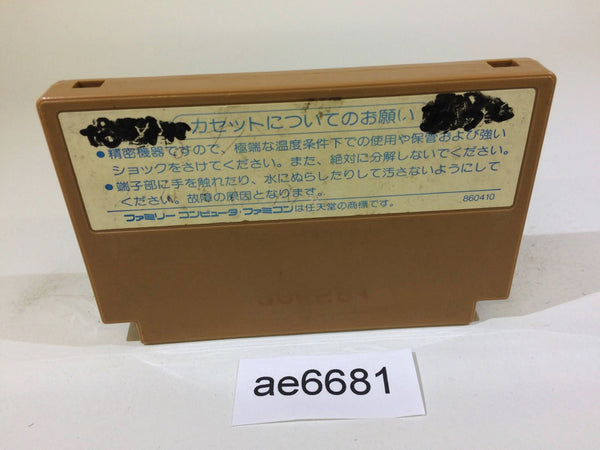 カセットについてのお願い
●精密機器ですので、極端な温度条件下での使用や保管および強い
ショックをさけてください。また、絶対に分解しないでください。
●端子部に手を触れたり、水にぬらしたりして汚さないようにして
ください。故障の原因となります。
860410
ファミリー コンピュータ・ファミコンは任天堂の商標です。
ae6681